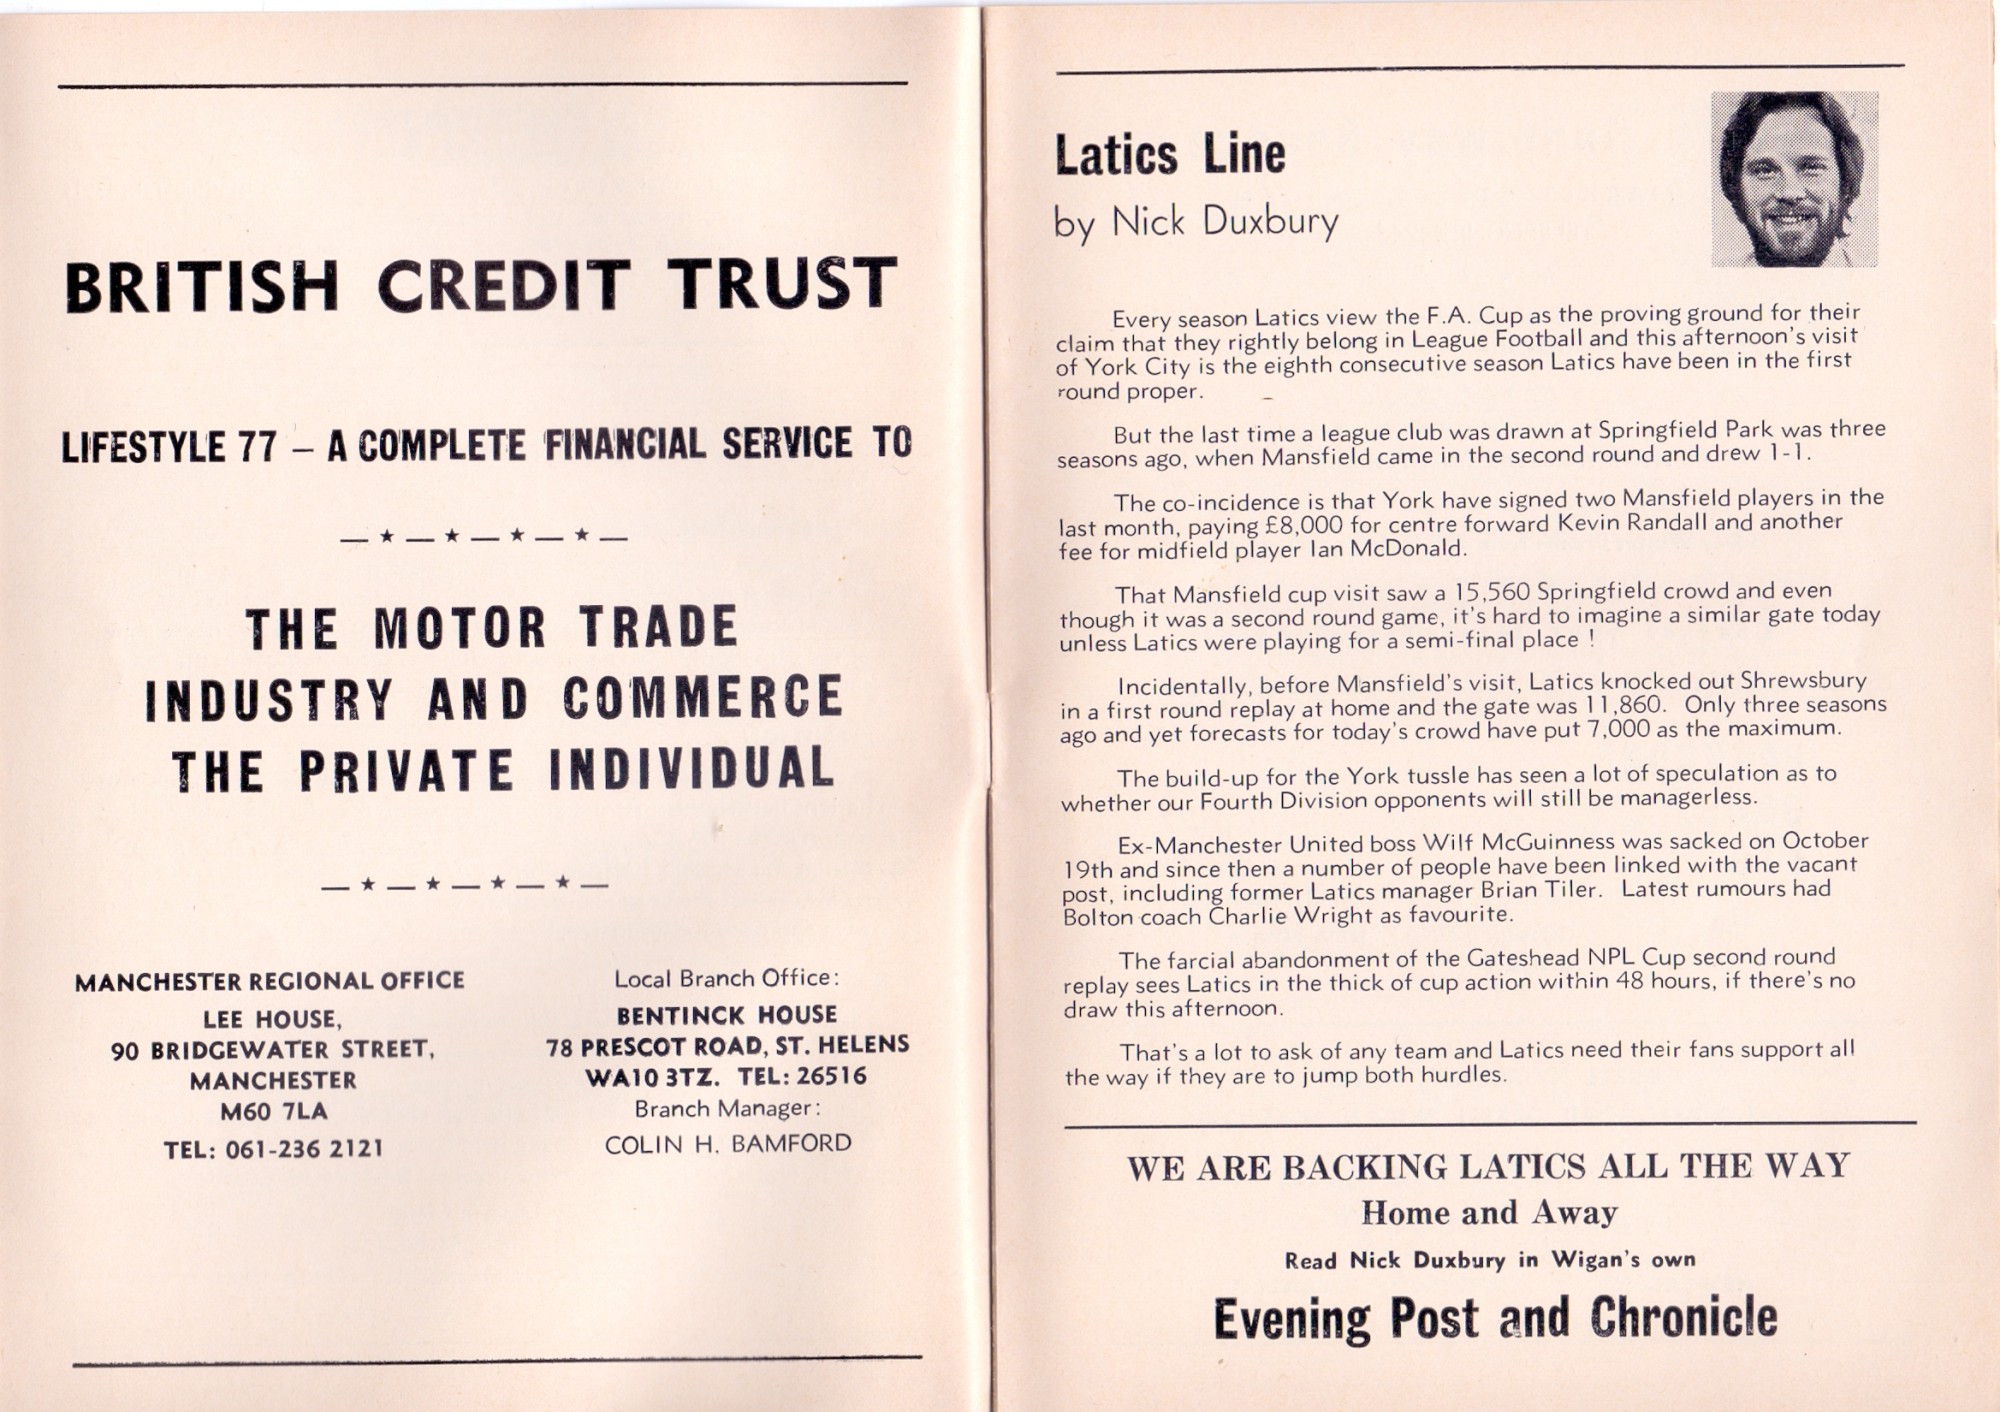 BRITISH CREDIT TRUST
LIFESTYLE 77 – A COMPLETE FINANCIAL SERVICE TO
THE MOTOR TRADE
INDUSTRY AND COMMERCE
THE PRIVATE INDIVIDUAL
MANCHESTER REGIONAL OFFICE
LEE HOUSE,
90 BRIDGEWATER STREET,
MANCHESTER
M60 7LA
TEL: 061-236 2121
Local Branch Office:
BENTINCK HOUSE
78 PRESCOT ROAD, ST. HELENS
WA10 3TZ. TEL: 26516
Branch Manager:
COLIN H. BAMFORD
Latics Line
by Nick Duxbury
Every season Latics view the F.A. Cup as the proving ground for their
claim that they rightly belong in League Football and this afternoon's visit
of York City is the eighth consecutive season Latics have been in the first
round proper.
But the last time a league club was drawn at Springfield Park was three
seasons ago, when Mansfield came in the second round and drew 1-1.
The co-incidence is that York have signed two Mansfield players in the
last month, paying £8,000 for centre forward Kevin Randall and another
fee for midfield player Ian McDonald.
That Mansfield cup visit saw a 15,560 Springfield crowd and even
though it was a second round game, it's hard to imagine a similar gate today
unless Latics were playing for a semi-final place !
Incidentally, before Mansfield's visit, Latics knocked out Shrewsbury
in a first round replay at home and the gate was 11,860. Only three seasons
ago and yet forecasts for today's crowd have put 7,000 as the maximum.
The build-up for the York tussle has seen a lot of speculation as to
whether our Fourth Division opponents will still be managerless.
Ex-Manchester United boss Wilf McGuinness was sacked on October
19th and since then a number of people have been linked with the vacant
post, including former Latics manager Brian Tiler. Latest rumours had
Bolton coach Charlie Wright as favourite.
The farcial abandonment of the Gateshead NPL Cup second round
replay sees Latics in the thick of cup action within 48 hours, if there's no
draw this afternoon.
That's a lot to ask of any team and Latics need their fans support all
the way if they are to jump both hurdles.
WE ARE BACKING LATICS ALL THE WAY
Home and Away
Read Nick Duxbury in Wigan's own
Evening Post and Chronicle